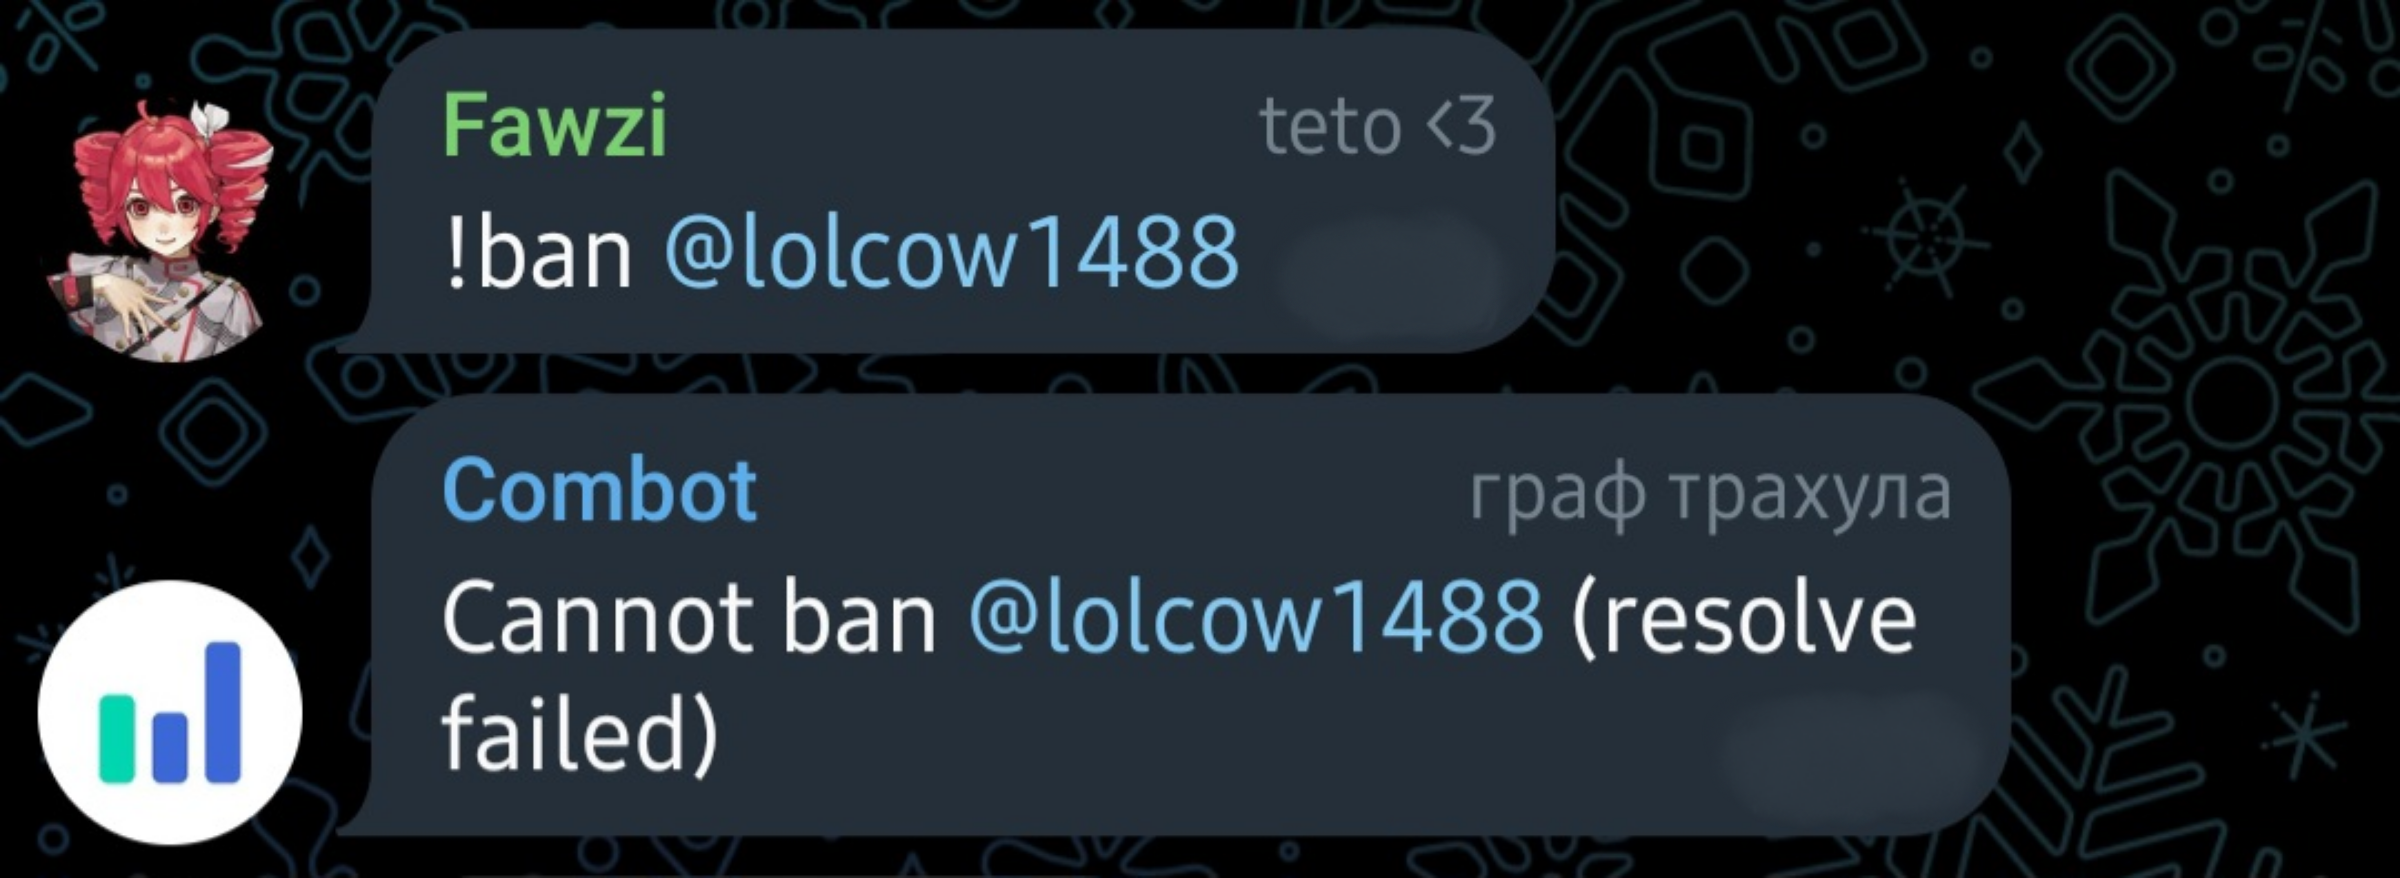 Fawzi teto <3
!ban @lolcow1488
Combot граф трахула
Cannot ban @lolcow1488 (resolve
failed)